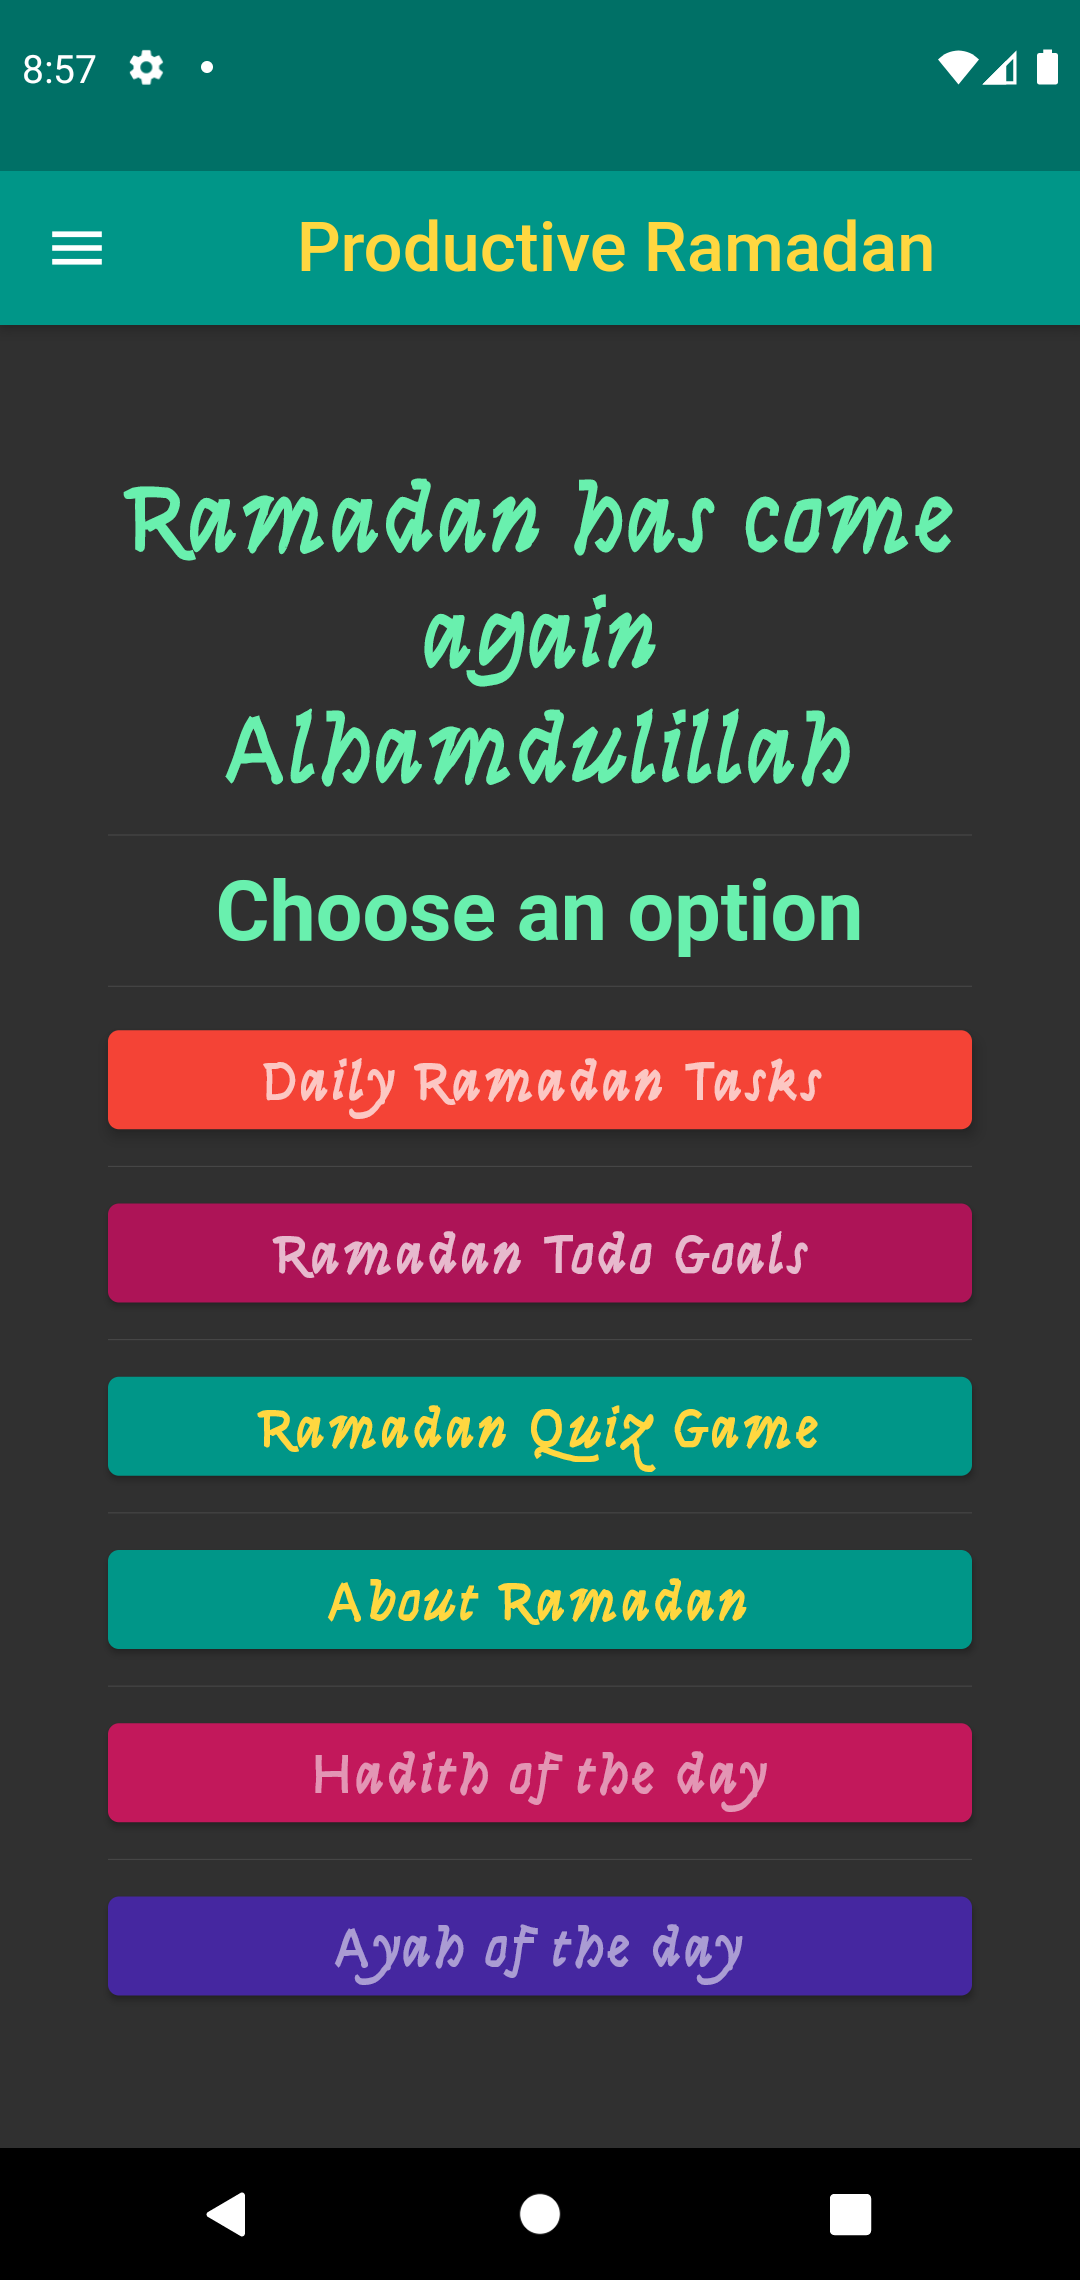 8:57
Productive Ramadan
Ramadan has come
again
Alhamdulillah
Choose an option
Daily Ramadan Tasks
Ramadan Todo Goals
Ramadan Quiz Game
About Ramadan
Hadith of the day
Ayah of the day